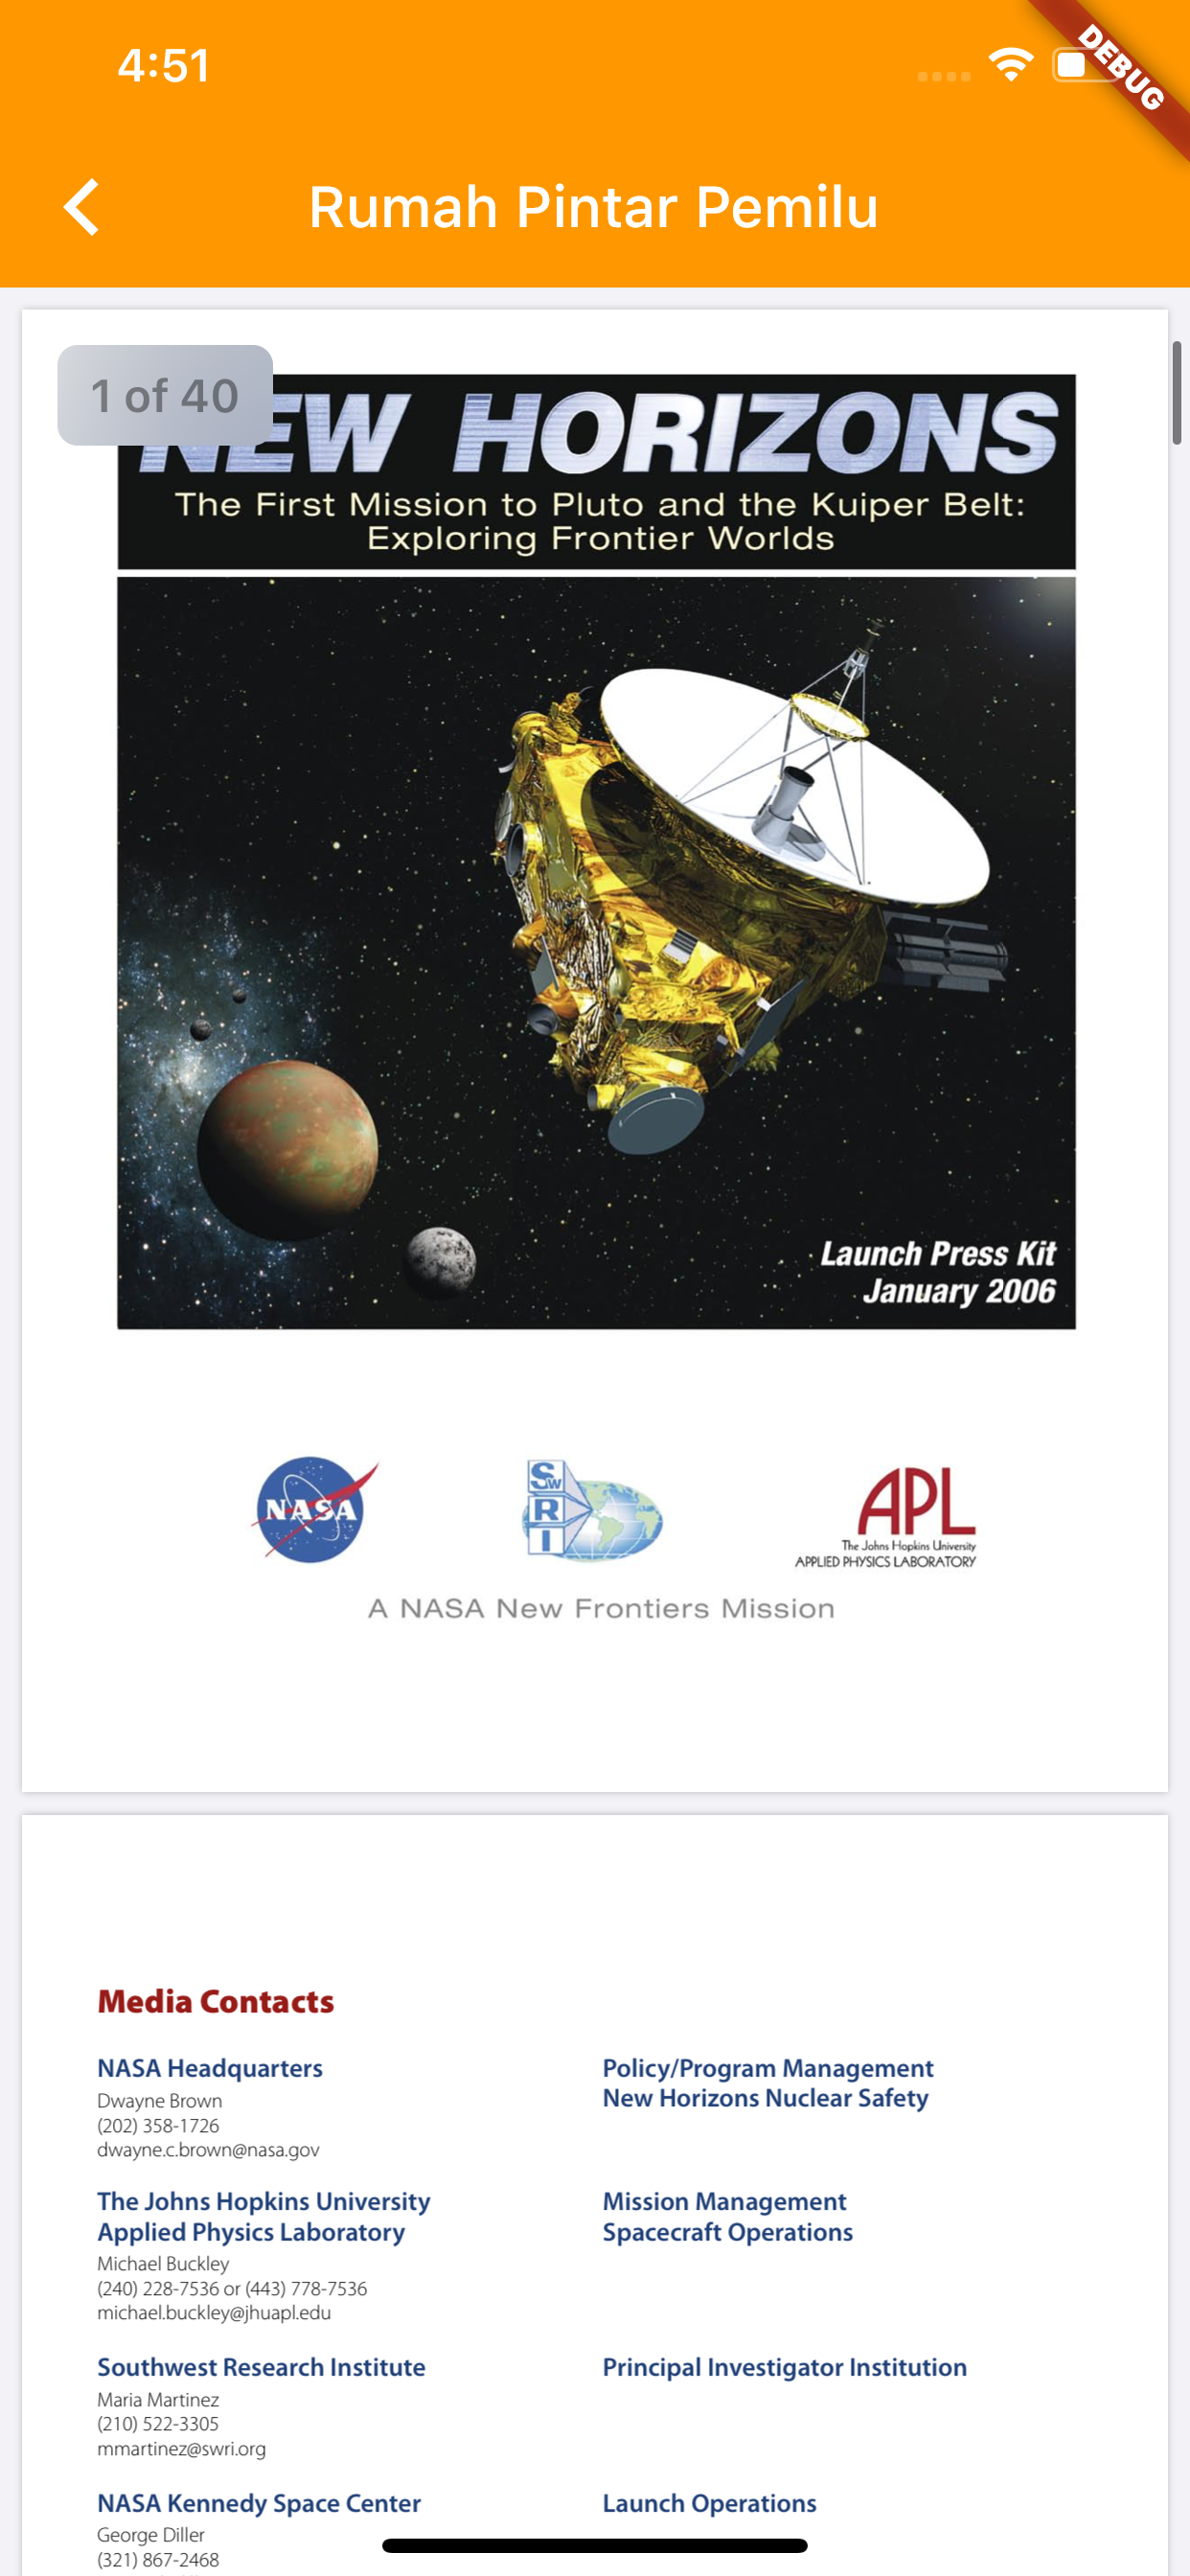 4:51
DEBUG
Rumah Pintar Pemilu
1 of 40
NEW HORIZONS
The First Mission to Pluto and the Kuiper Belt:
Exploring Frontier Worlds
Launch Press Kit
January 2006
NASA
SwRI
APL
The Johns Hopkins University
APPLIED PHYSICS LABORATORY
A NASA New Frontiers Mission
Media Contacts
NASA Headquarters
Dwayne Brown
(202) 358-1726
dwayne.c.brown@nasa.gov
Policy/Program Management
New Horizons Nuclear Safety
The Johns Hopkins University
Applied Physics Laboratory
Michael Buckley
(240) 228-7536 or (443) 778-7536
michael.buckley@jhuapl.edu
Mission Management
Spacecraft Operations
Southwest Research Institute
Maria Martinez
(210) 522-3305
mmartinez@swri.org
Principal Investigator Institution
NASA Kennedy Space Center
George Diller
(321) 867-2468
Launch Operations